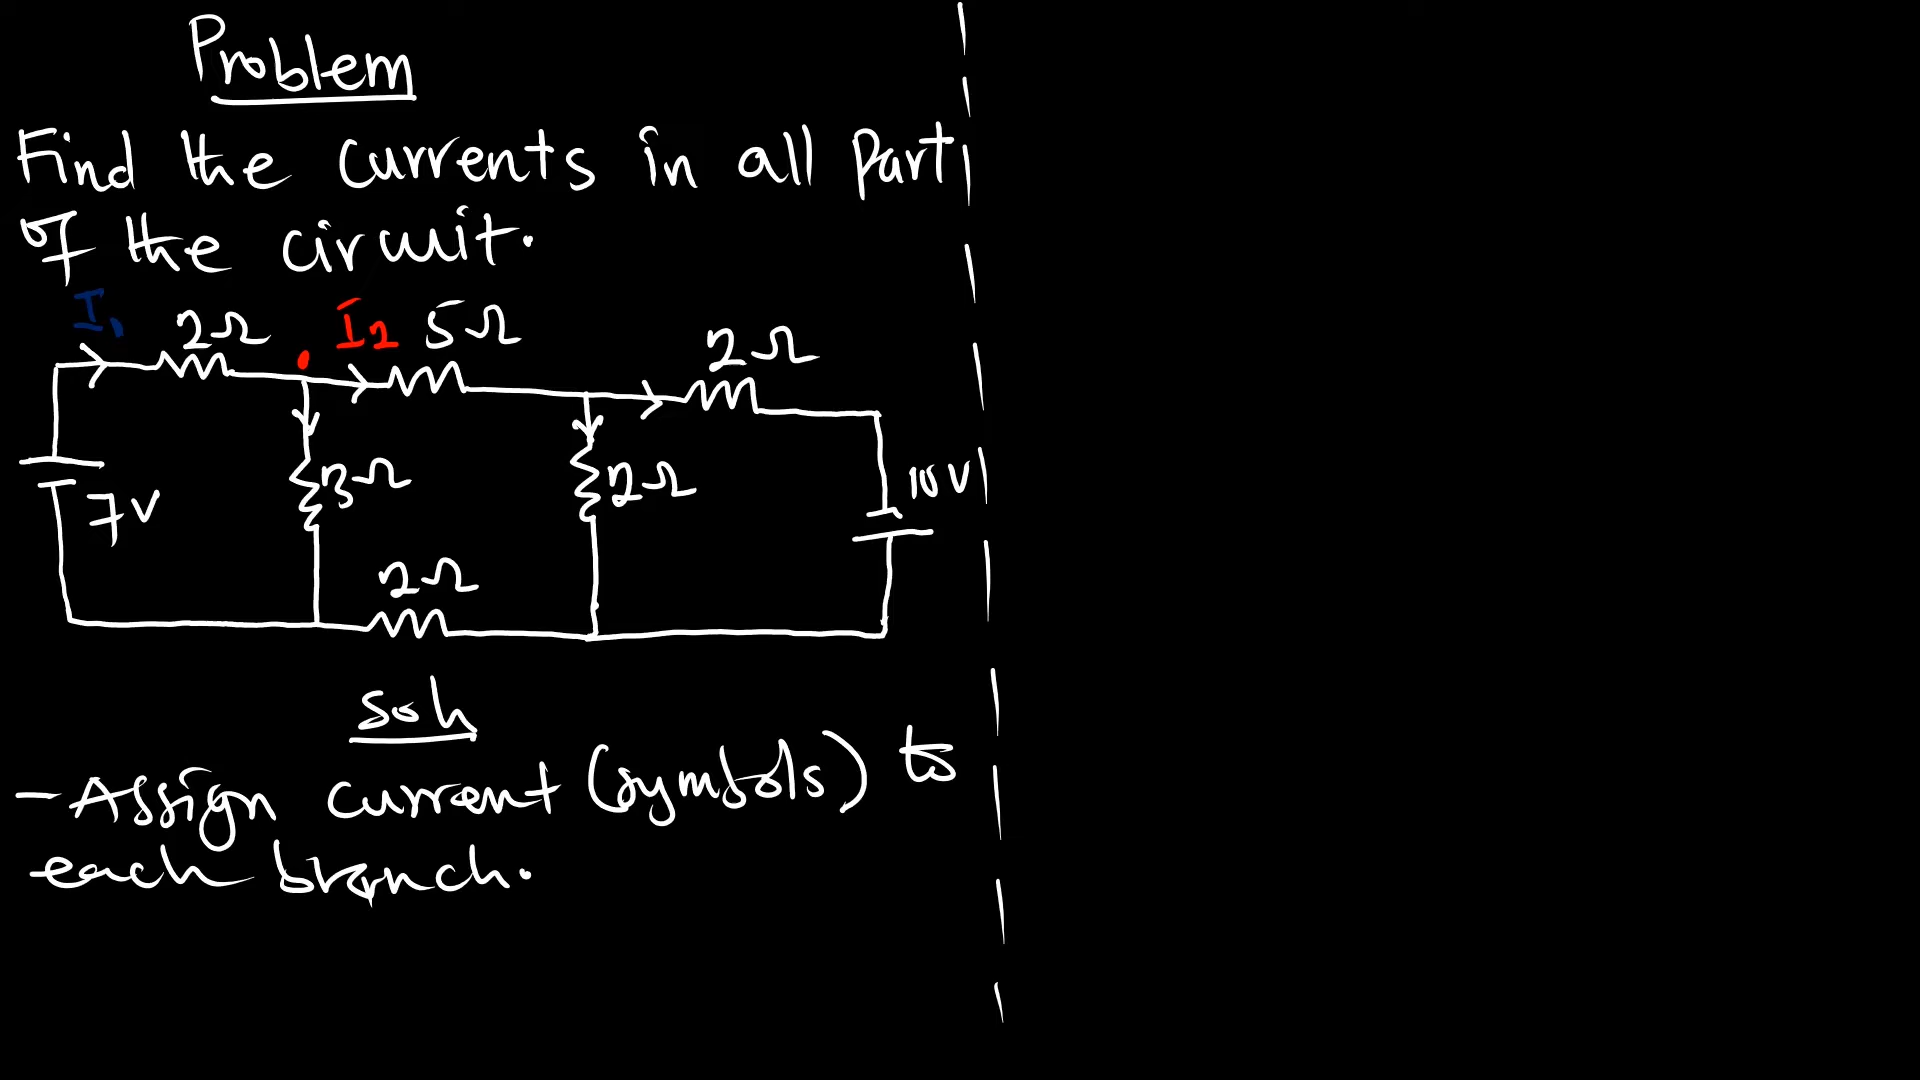 Problem
Find the currents in all part
of the circuit.
I1 2Ω I2 5Ω 2Ω
7V 3Ω 2Ω 10V
2Ω
Soln
- Assign current (symbols) to
each branch.